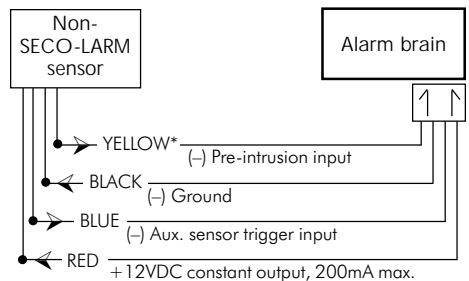 Non-
SECO-LARM
sensor
Alarm brain
YELLOW*
(–) Pre-intrusion input
BLACK
(–) Ground
BLUE
(–) Aux. sensor trigger input
RED
+12VDC constant output, 200mA max.